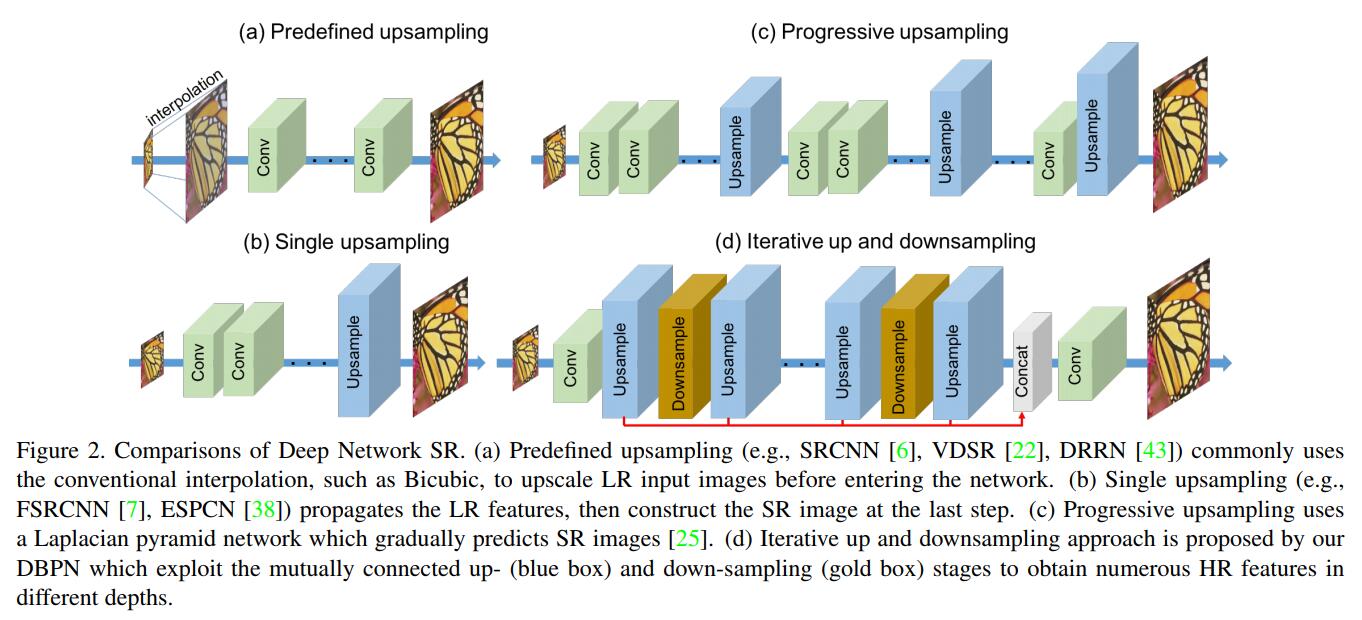 (a) Predefined upsampling
interpolation
Conv
Conv
(c) Progressive upsampling
Conv
Conv
Upsample
Conv
Conv
Upsample
Conv
Upsample
(b) Single upsampling
Conv
Conv
Upsample
(d) Iterative up and downsampling
Conv
Upsample
Downsample
Upsample
Upsample
Downsample
Upsample
Concat
Conv
Figure 2. Comparisons of Deep Network SR. (a) Predefined upsampling (e.g., SRCNN [6], VDSR [22], DRRN [43]) commonly uses
the conventional interpolation, such as Bicubic, to upscale LR input images before entering the network. (b) Single upsampling (e.g.,
FSRCNN [7], ESPCN [38]) propagates the LR features, then construct the SR image at the last step. (c) Progressive upsampling uses
a Laplacian pyramid network which gradually predicts SR images [25]. (d) Iterative up and downsampling approach is proposed by our
DBPN which exploit the mutually connected up- (blue box) and down-sampling (gold box) stages to obtain numerous HR features in
different depths.